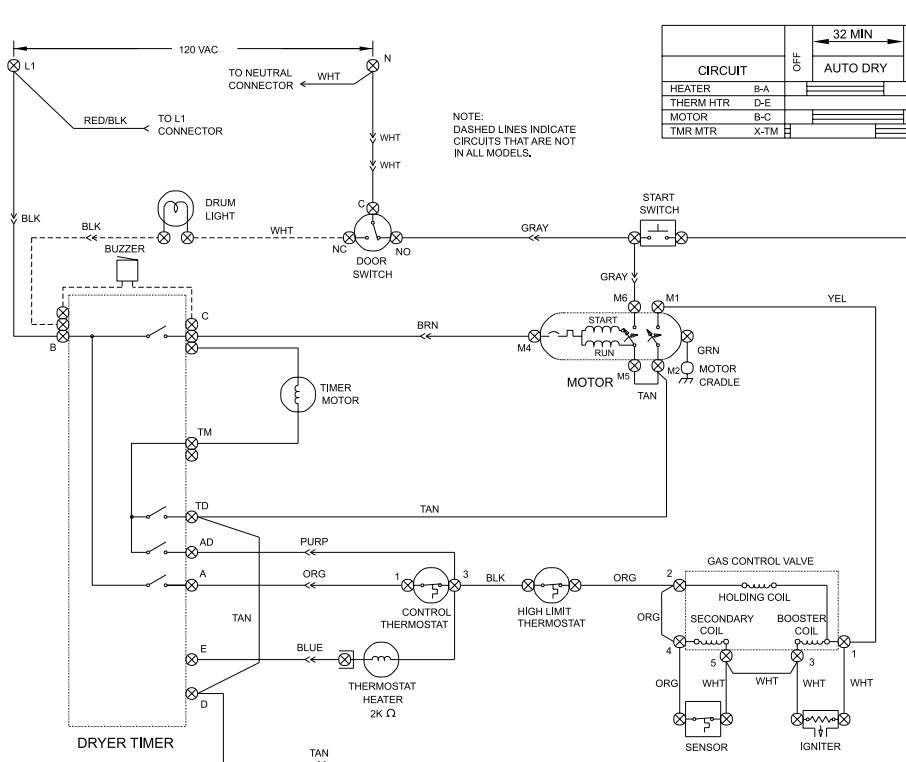 120 VAC
L1
N
TO NEUTRAL
CONNECTOR
WHT
RED/BLK
TO L1
CONNECTOR
WHT
WHT
NOTE:
DASHED LINES INDICATE
CIRCUITS THAT ARE NOT
IN ALL MODELS.
CIRCUIT
OFF
32 MIN
AUTO DRY
HEATER B-A
THERM HTR D-E
MOTOR B-C
TMR MTR X-TM
BLK
BLK
DRUM
LIGHT
WHT
C
NC
NO
DOOR
SWITCH
GRAY
START
SWITCH
GRAY
BUZZER
B
C
BRN
M4
M6
M1
START
RUN
M5
M2
MOTOR
TAN
GRN
MOTOR
CRADLE
YEL
TIMER
MOTOR
TM
TD
TAN
AD
PURP
A
ORG
1
3
CONTROL
THERMOSTAT
BLK
HIGH LIMIT
THERMOSTAT
ORG
2
GAS CONTROL VALVE
HOLDING COIL
ORG
SECONDARY
COIL
BOOSTER
COIL
4
5
3
1
TAN
E
BLUE
THERMOSTAT
HEATER
2K Ω
D
ORG
WHT
WHT
WHT
WHT
SENSOR
IGNITER
DRYER TIMER
TAN